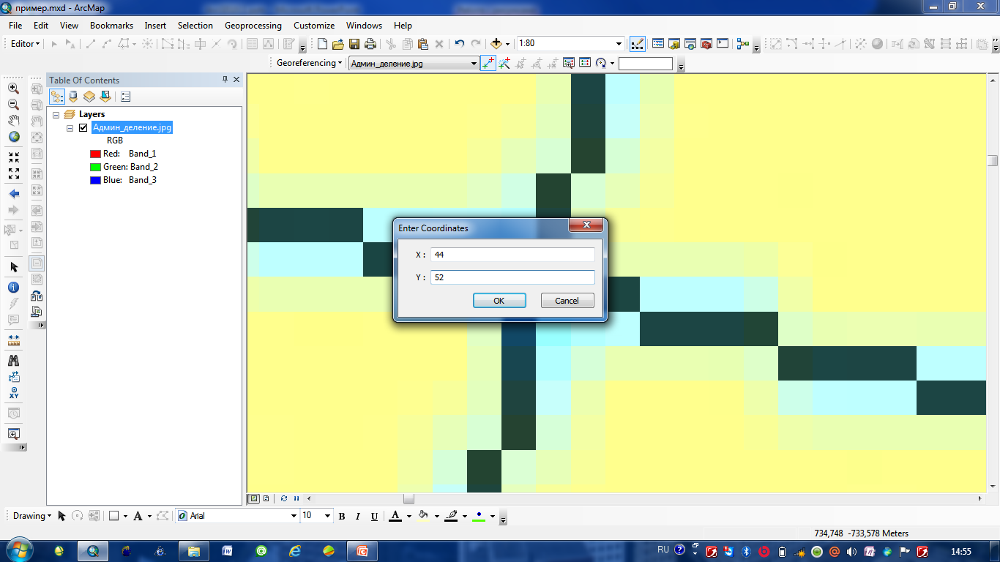 пример.mxd - ArcMap
File Edit View Bookmarks Insert Selection Geoprocessing Customize Windows Help
Editor 1:80
Georeferencing Админ_деление.jpg
Table Of Contents
Layers
Админ_деление.jpg
RGB
Red: Band_1
Green: Band_2
Blue: Band_3
XY
Enter Coordinates
X: 44
Y: 52
OK Cancel
Drawing A Arial 10 B I U A
734,748 -733,578 Meters
RU 14:55